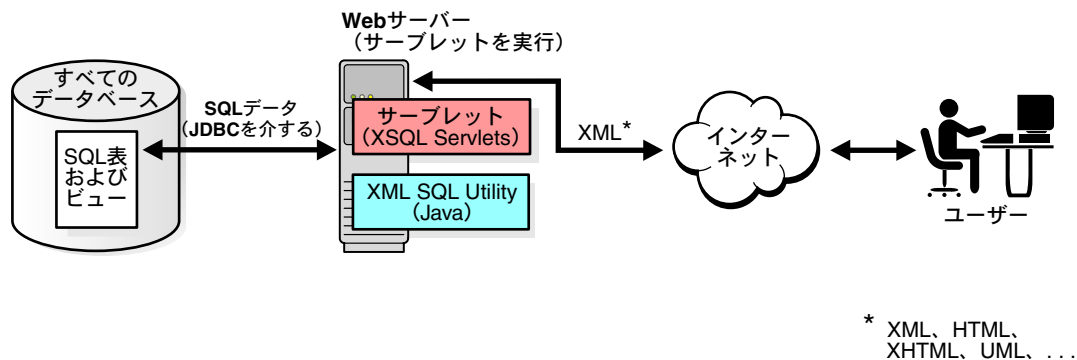 Webサーバー
（サーブレットを実行）
すべての
データベース
SQL表
および
ビュー
SQLデータ
（JDBCを介する）
サーブレット
（XSQL Servlets）
XML SQL Utility
（Java）
XML*
インター
ネット
ユーザー
* XML、HTML、
XHTML、UML、. . .